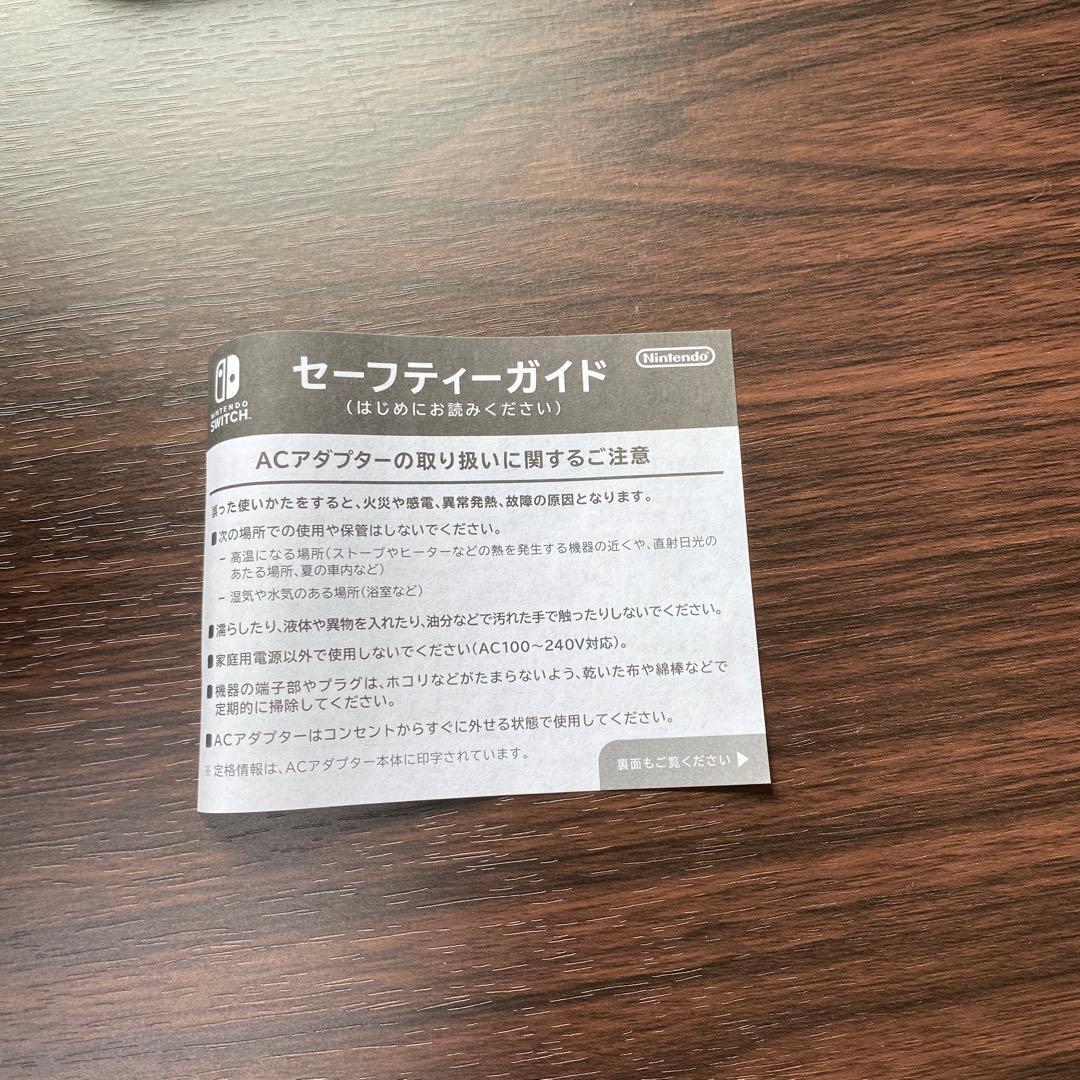 セーフティーガイド
Nintendo
NINTENDO
SWITCH™
(はじめにお読みください)
ACアダプターの取り扱いに関するご注意
誤った使いかたをすると、火災や感電、異常発熱、故障の原因となります。
■次の場所での使用や保管はしないでください。
– 高温になる場所(ストーブやヒーターなどの熱を発生する機器の近くや、直射日光の
あたる場所、夏の車内など)
– 湿気や水気のある場所(浴室など)
■濡らしたり、液体や異物を入れたり、油分などで汚れた手で触ったりしないでください。
■家庭用電源以外で使用しないでください(AC100～240V対応)。
■機器の端子部やプラグは、ホコリなどがたまらないよう、乾いた布や綿棒などで
定期的に掃除してください。
■ACアダプターはコンセントからすぐに外せる状態で使用してください。
※定格情報は、ACアダプター本体に印字されています。
裏面もご覧ください ▶